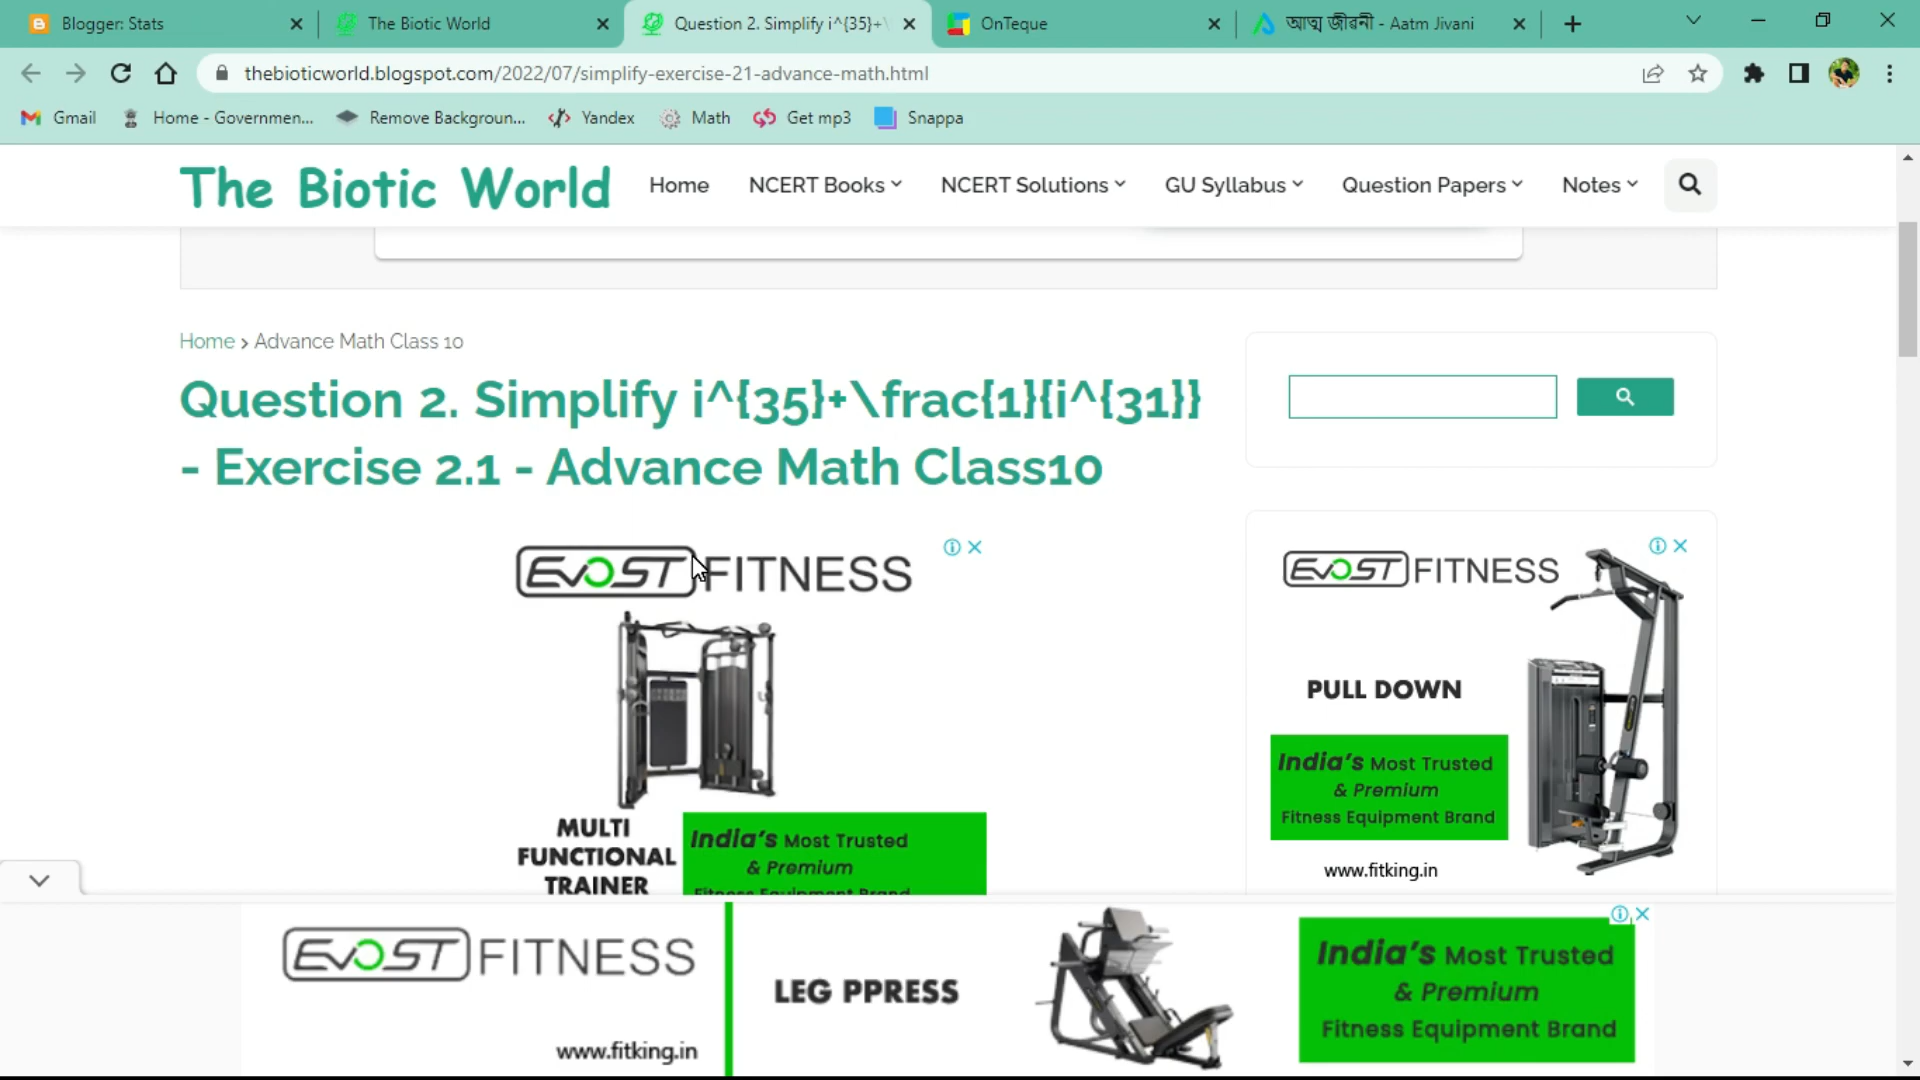 Blogger: Stats
The Biotic World
Question 2. Simplify i^{35}+\
OnTeque
আত্ম জীৱনী - Aatm Jivani
thebioticworld.blogspot.com/2022/07/simplify-exercise-21-advance-math.html
Gmail
Home - Governmen...
Remove Backgroun...
Yandex
Math
Get mp3
Snappa
The Biotic World
Home
NCERT Books
NCERT Solutions
GU Syllabus
Question Papers
Notes
Home > Advance Math Class 10
Question 2. Simplify i^{35}+\frac{1}{i^{31}}
- Exercise 2.1 - Advance Math Class10
EVOST FITNESS
MULTI
FUNCTIONAL
TRAINER
India's Most Trusted
& Premium
Fitness Equipment Brand
EVOST FITNESS
PULL DOWN
India's Most Trusted
& Premium
Fitness Equipment Brand
www.fitking.in
EVOST FITNESS
www.fitking.in
LEG PPRESS
India's Most Trusted
& Premium
Fitness Equipment Brand